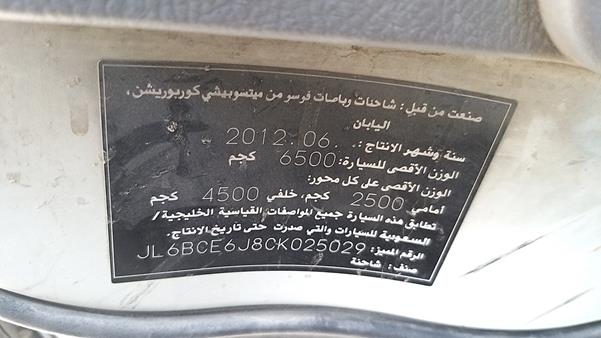 صنعت من قبل: شاحنات وباصات فوسو من ميتسوبيشي كوربوريشن،
اليابان
سنة وشهر الانتاج: 2012.06.
الوزن الأقصى للسيارة: 6500 كجم
الوزن الأقصى على كل محور:
أمامي 2500 كجم، خلفي 4500 كجم
تطابق هذه السيارة جميع المواصفات القياسية الخليجية/
السعودية للسيارات والتي صدرت حتى تاريخ الانتاج.
الرقم المميز: JL6BCE6J8CK025029
صنف: شاحنة